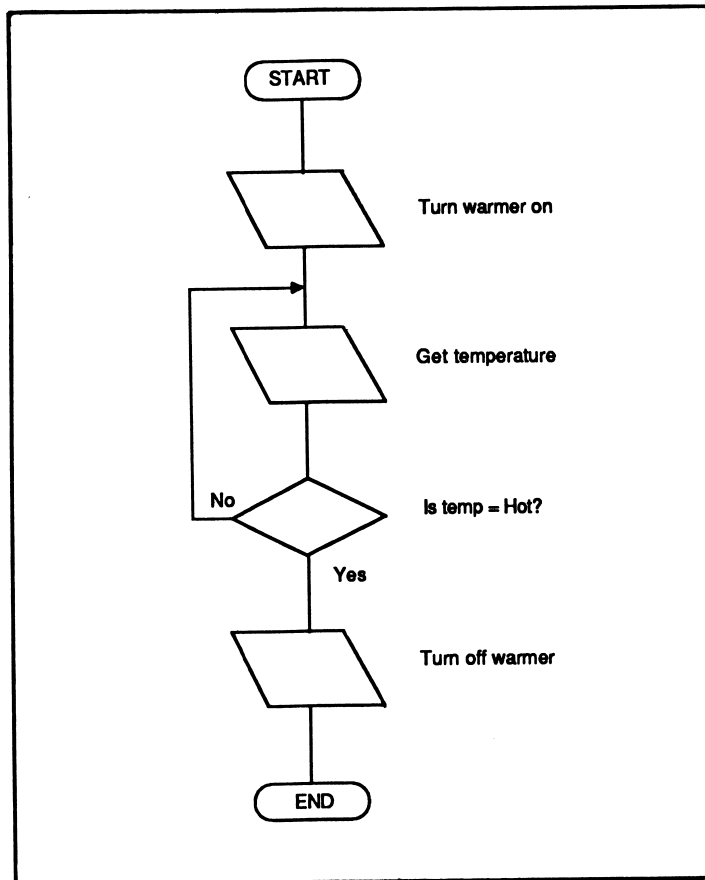 START
Turn warmer on
Get temperature
No
Is temp = Hot?
Yes
Turn off warmer
END